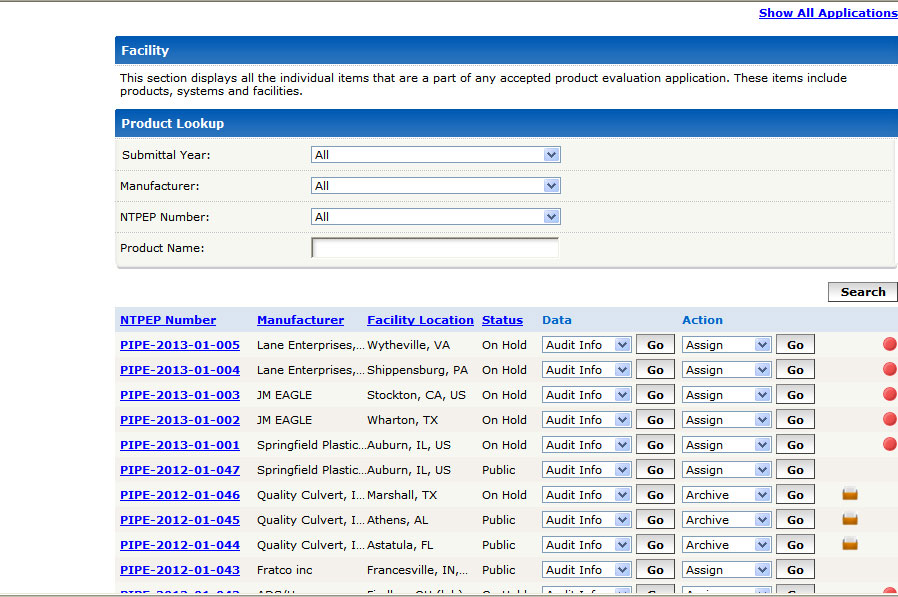 Show All Applications
Facility
This section displays all the individual items that are a part of any accepted product evaluation application. These items include
products, systems and facilities.
Product Lookup
Submittal Year: All
Manufacturer: All
NTPEP Number: All
Product Name:
Search
NTPEP Number Manufacturer Facility Location Status Data Action
PIPE-2013-01-005 Lane Enterprises,... Wytheville, VA On Hold Audit Info Go Assign Go
PIPE-2013-01-004 Lane Enterprises,... Shippensburg, PA On Hold Audit Info Go Assign Go
PIPE-2013-01-003 JM EAGLE Stockton, CA, US On Hold Audit Info Go Assign Go
PIPE-2013-01-002 JM EAGLE Wharton, TX On Hold Audit Info Go Assign Go
PIPE-2013-01-001 Springfield Plastic... Auburn, IL, US On Hold Audit Info Go Assign Go
PIPE-2012-01-047 Springfield Plastic... Auburn, IL, US Public Audit Info Go Assign Go
PIPE-2012-01-046 Quality Culvert, I... Marshall, TX On Hold Audit Info Go Archive Go
PIPE-2012-01-045 Quality Culvert, I... Athens, AL Public Audit Info Go Archive Go
PIPE-2012-01-044 Quality Culvert, I... Astatula, FL Public Audit Info Go Archive Go
PIPE-2012-01-043 Fratco inc Francesville, IN,... Public Audit Info Go Assign Go